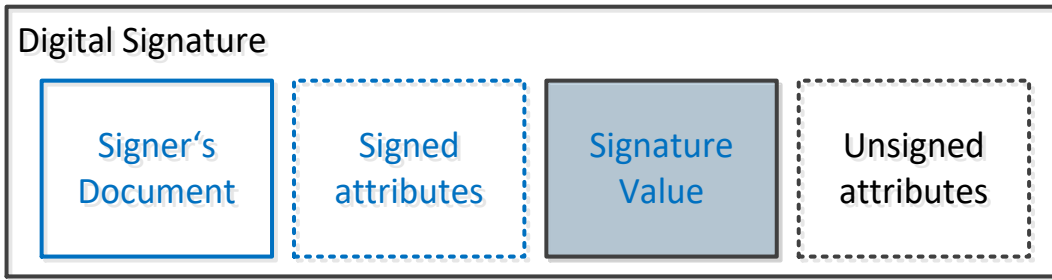 Digital Signature
Signer‘s
Document
Signed
attributes
Signature
Value
Unsigned
attributes